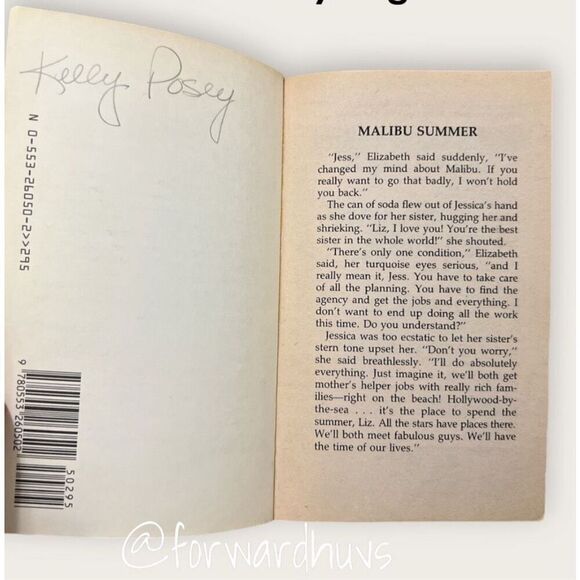 Kelly Posey
N 0-553-26050-2>>295
9 780553 260502
50295
MALIBU SUMMER
"Jess," Elizabeth said suddenly, "I've
changed my mind about Malibu. If you
really want to go that badly, I won't hold
you back."
The can of soda flew out of Jessica's hand
as she dove for her sister, hugging her and
shrieking. "Liz, I love you! You're the best
sister in the whole world!" she shouted.
"There's only one condition," Elizabeth
said, her turquoise eyes serious, "and I
really mean it, Jess. You have to take care
of all the planning. You have to find the
agency and get the jobs and everything. I
don't want to end up doing all the work
this time. Do you understand?"
Jessica was too ecstatic to let her sister's
stern tone upset her. "Don't you worry,"
she said breathlessly. "I'll do absolutely
everything. Just imagine it, we'll both get
mother's helper jobs with really rich fam-
ilies—right on the beach! Hollywood-by-
the-sea . . . it's the place to spend the
summer, Liz. All the stars have places there.
We'll both meet fabulous guys. We'll have
the time of our lives."
@forwardhuvs